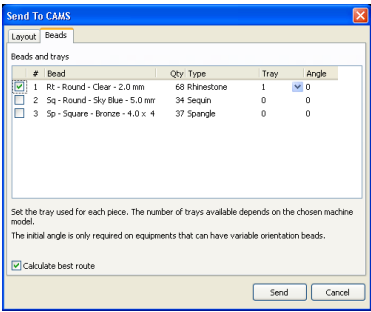 Send To CAMS
Layout Beads
Beads and trays
# Bead Qty Type Tray Angle
1 Rt - Round - Clear - 2.0 mm 68 Rhinestone 1 0
2 Sq - Round - Sky Blue - 5.0 mm 34 Sequin 0 0
3 Sp - Square - Bronze - 4.0 x 4 37 Spangle 0 0
Set the tray used for each piece. The number of trays available depends on the chosen machine
model.
The initial angle is only required on equipments that can have variable orientation beads.
Calculate best route
Send Cancel